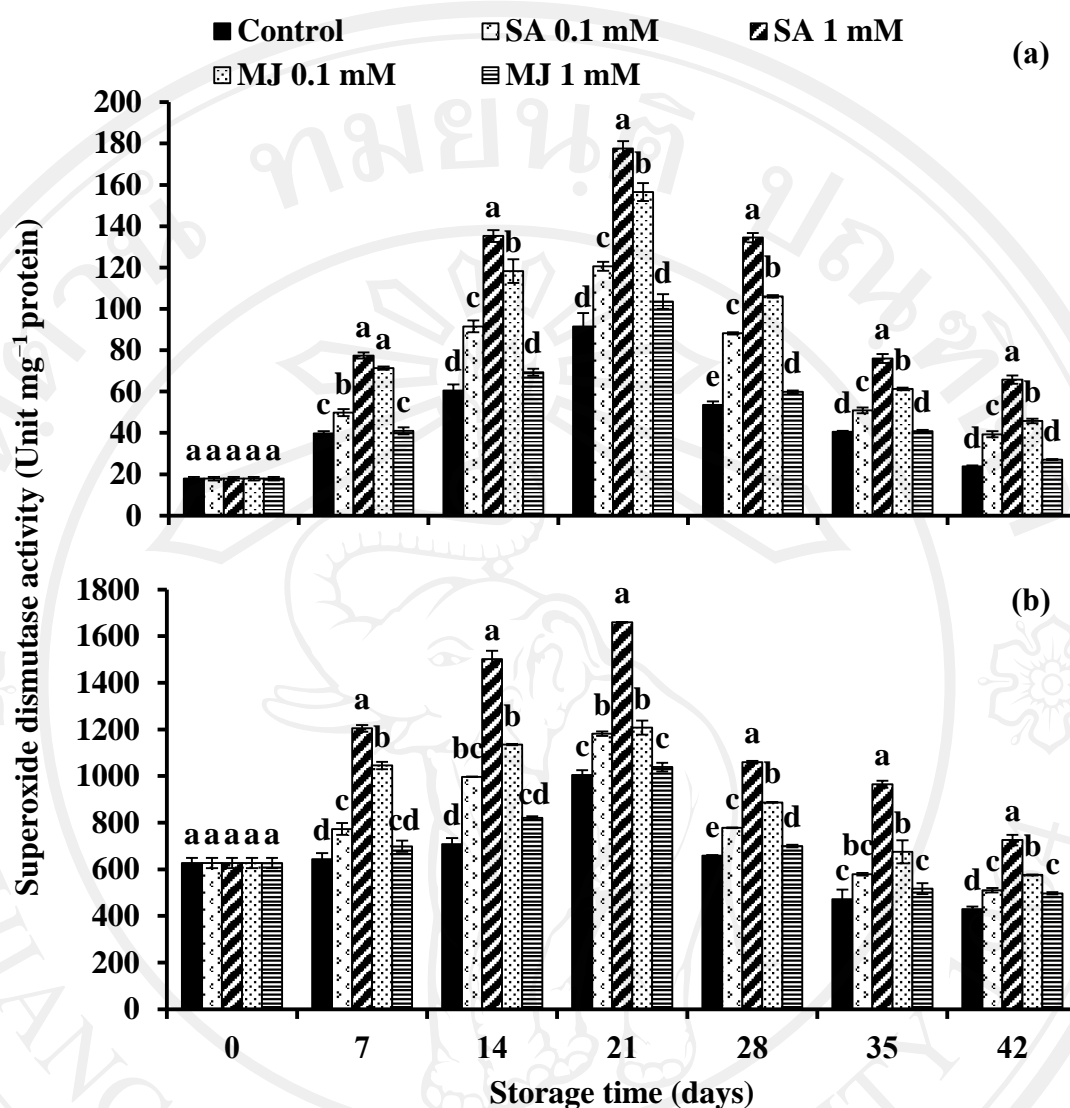 Control SA 0.1 mM SA 1 mM
MJ 0.1 mM MJ 1 mM
(a)
Superoxide dismutase activity (Unit mg⁻¹ protein)
200
180
160
140
120
100
80
60
40
20
0
a a a a a
c b a a c
d c a b d
d c a b d
e c a b d
d c a b d
d c a b d
(b)
1800
1600
1400
1200
1000
800
600
400
200
0
a a a a a
d c a b cd
d bc a b cd
c b a b c
e c a b d
c bc a b c
d c a b c
0 7 14 21 28 35 42
Storage time (days)